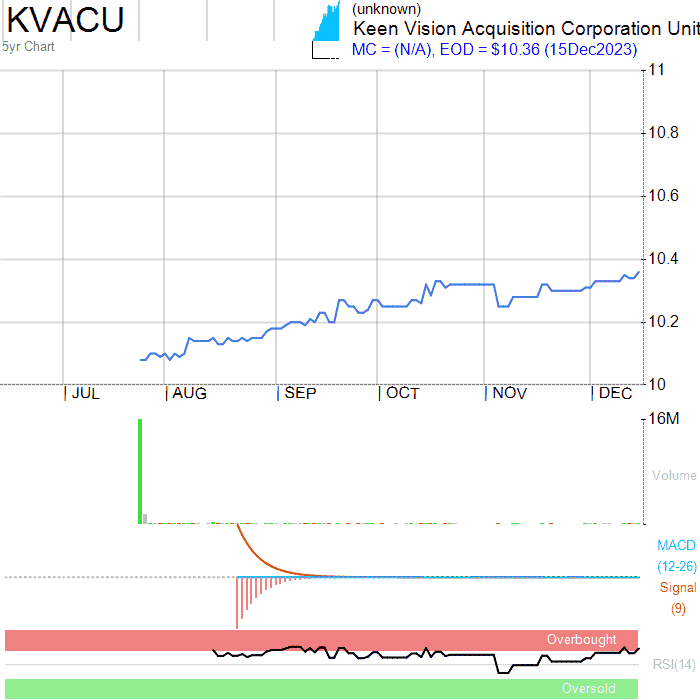 KVACU
5yr Chart
(unknown)
Keen Vision Acquisition Corporation Unit
MC = (N/A), EOD = $10.36 (15Dec2023)
11
10.8
10.6
10.4
10.2
10
JUL
AUG
SEP
OCT
NOV
DEC
16M
Volume
MACD
(12-26)
Signal
(9)
Overbought
RSI(14)
Oversold